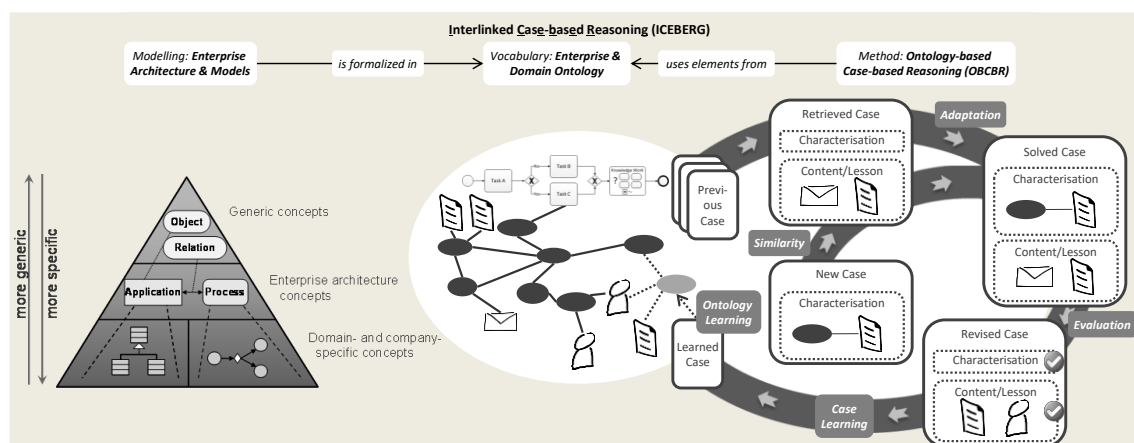 Interlinked Case-based Reasoning (ICEBERG)
Modelling: Enterprise
Architecture & Models
is formalized in
Vocabulary: Enterprise &
Domain Ontology
uses elements from
Method: Ontology-based
Case-based Reasoning (OBCBR)
more generic
more specific
Object
Relation
Generic concepts
Application
Process
Enterprise architecture
concepts
Domain- and company-
specific concepts
Task A
Task B
Task C
Knowledge Work
?
Previ-
ous
Case
Retrieved Case
Characterisation
Content/Lesson
Adaptation
Solved Case
Characterisation
Content/Lesson
Similarity
New Case
Characterisation
Ontology
Learning
Learned
Case
Evaluation
Revised Case
Characterisation
Content/Lesson
Case
Learning